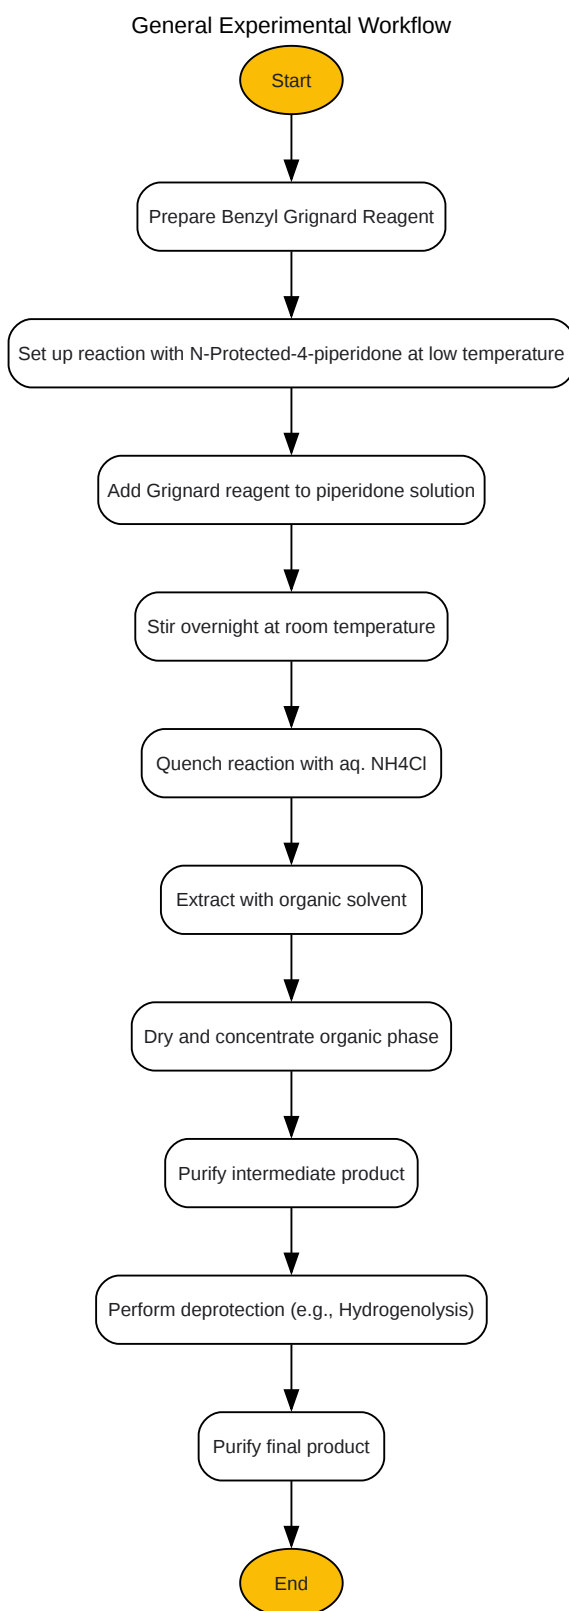 General Experimental Workflow
Start
Prepare Benzyl Grignard Reagent
Set up reaction with N-Protected-4-piperidone at low temperature
Add Grignard reagent to piperidone solution
Stir overnight at room temperature
Quench reaction with aq. NH4Cl
Extract with organic solvent
Dry and concentrate organic phase
Purify intermediate product
Perform deprotection (e.g., Hydrogenolysis)
Purify final product
End